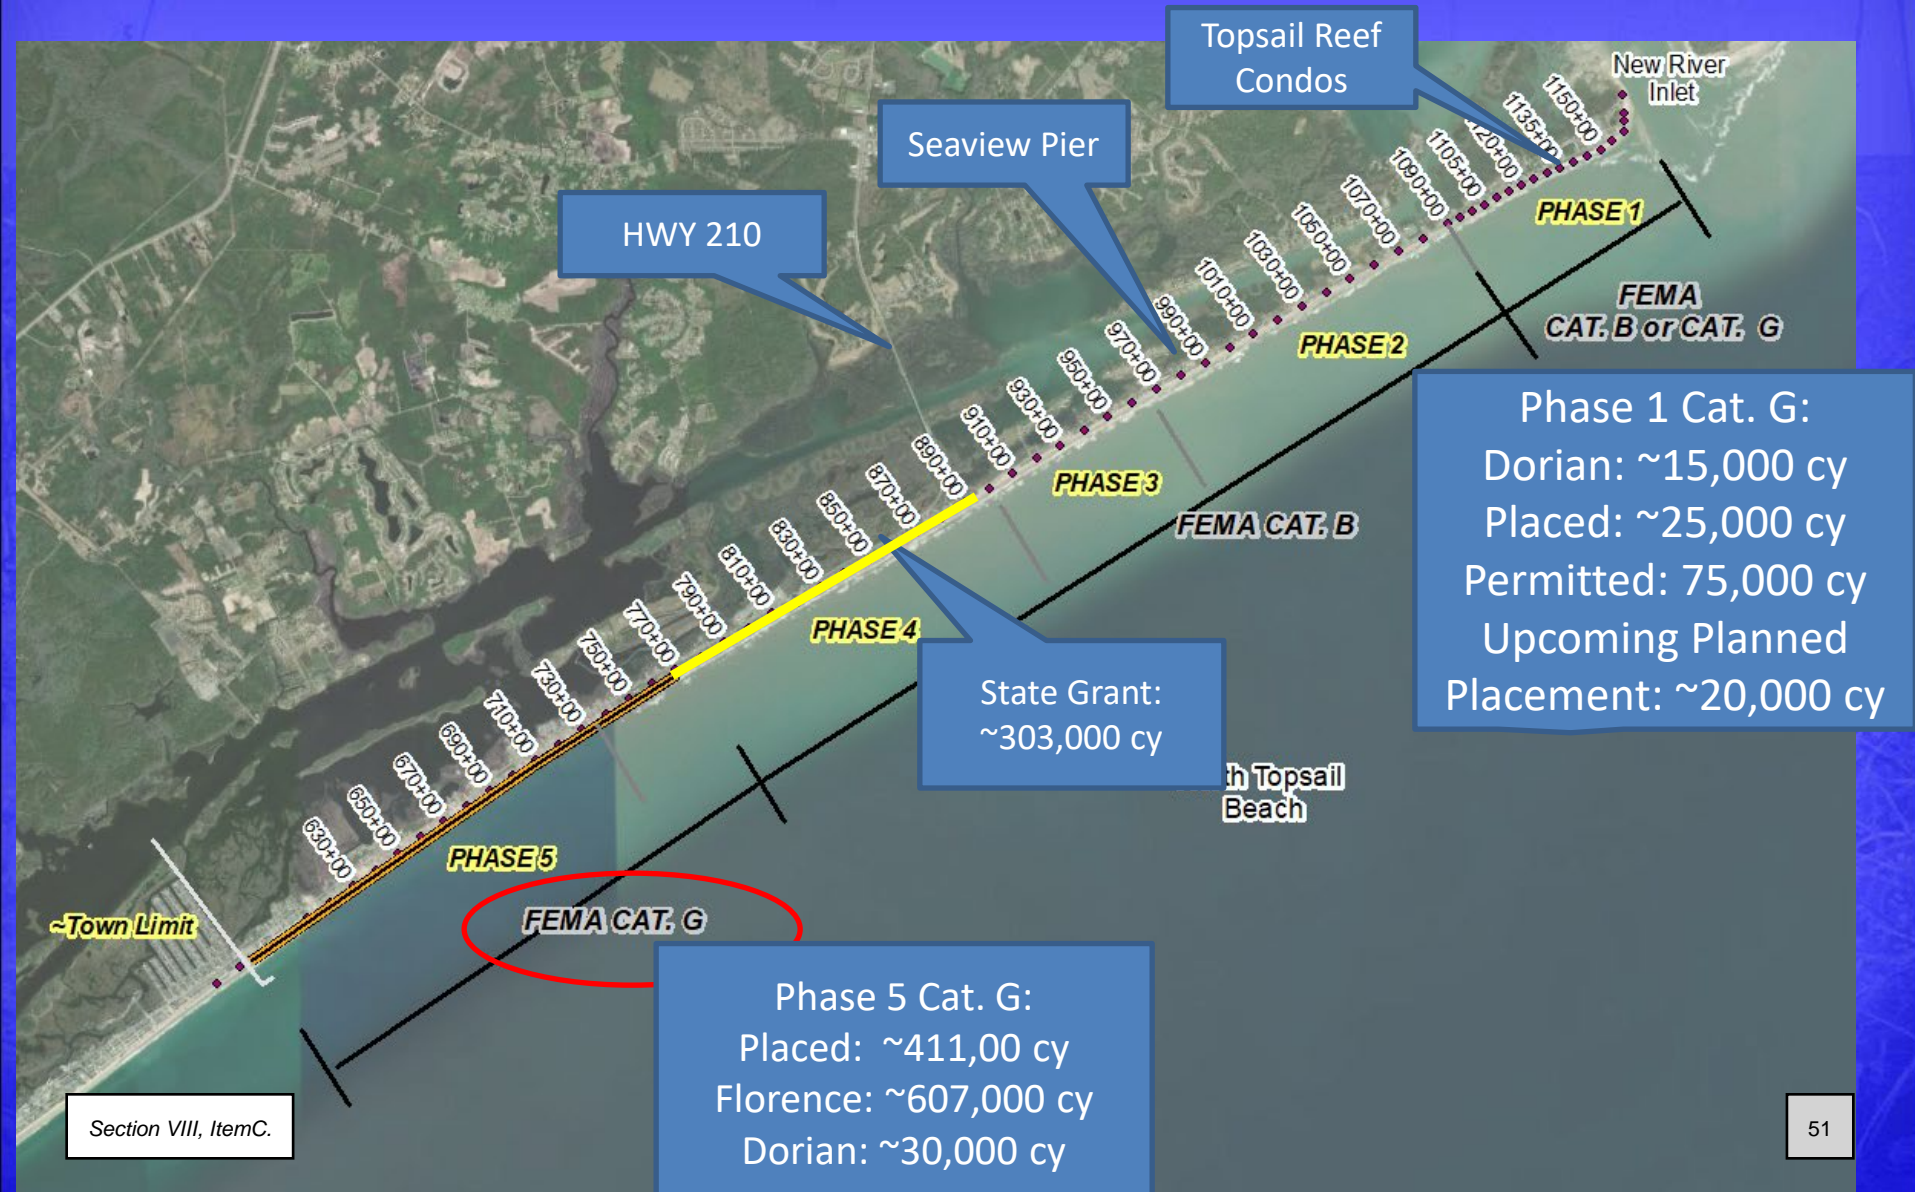 Topsail Reef
Condos
New River
Inlet
Seaview Pier
HWY 210
1150+00
1135+00
1105+00
1090+00
1070+00
1050+00
1030+00
1010+00
990+00
970+00
950+00
930+00
910+00
890+00
870+00
850+00
830+00
810+00
790+00
770+00
750+00
730+00
710+00
690+00
670+00
650+00
630+00
PHASE 1
FEMA
CAT. B or CAT. G
PHASE 2
PHASE 3
FEMA CAT. B
PHASE 4
PHASE 5
FEMA CAT. G
~Town Limit
Phase 1 Cat. G:
Dorian: ~15,000 cy
Placed: ~25,000 cy
Permitted: 75,000 cy
Upcoming Planned
Placement: ~20,000 cy
State Grant:
~303,000 cy
Topsail
Beach
Phase 5 Cat. G:
Placed: ~411,00 cy
Florence: ~607,000 cy
Dorian: ~30,000 cy
Section VIII, ItemC.
51